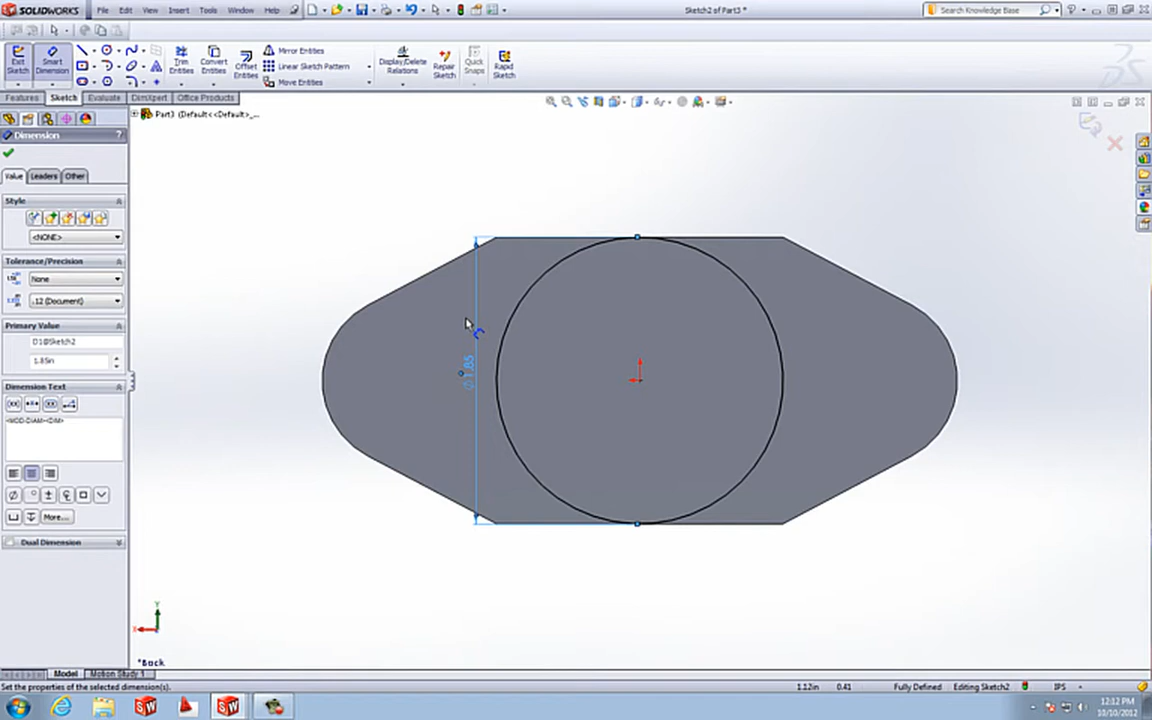 SOLIDWORKS File Edit View Insert Tools Window Help Sketch2 of Part3 * Search Knowledge Base
Exit Sketch Smart Dimension Trim Entities Convert Entities Offset Entities Mirror Entities Linear Sketch Pattern Move Entities Display/Delete Relations Repair Sketch Quick Snaps Rapid Sketch
Features Sketch Evaluate DimXpert Office Products
Part3 (Default<<Default>_...
Dimension ?
Value Leaders Other
Style
<NONE>
Tolerance/Precision
None
.12 (Document)
Primary Value
D1@Sketch2
1.85in
Dimension Text
<MOD-DIAM><DIM>
More...
Dual Dimension
Ø1.85
Y
X
*Back
Model Motion Study 1
Set the properties of the selected dimension(s). 1.12in 0.41 Fully Defined Editing Sketch2 IPS
12:12 PM
10/10/2012